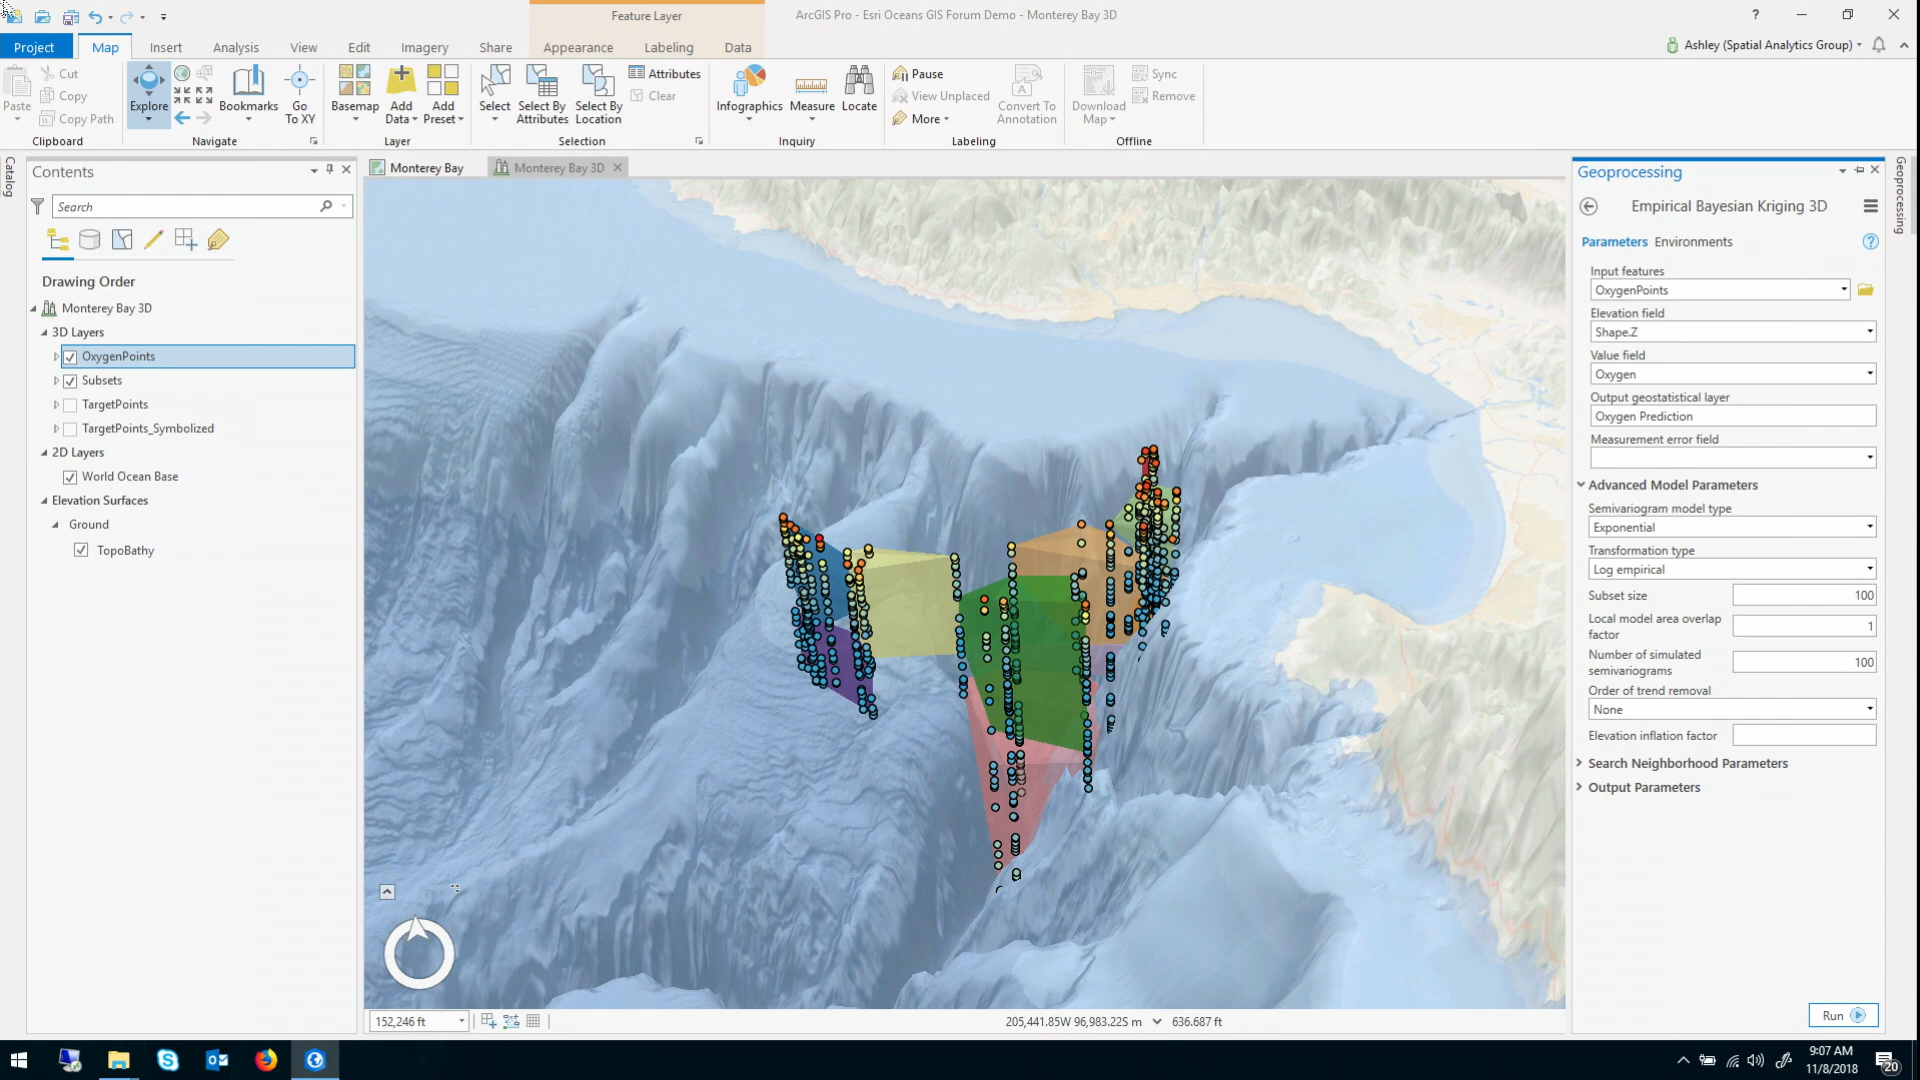 Feature Layer
ArcGIS Pro - Esri Oceans GIS Forum Demo - Monterey Bay 3D
?
Project
Map
Insert
Analysis
View
Edit
Imagery
Share
Appearance
Labeling
Data
Ashley (Spatial Analytics Group)
Paste
Cut
Copy
Copy Path
Clipboard
Explore
Bookmarks
Go To XY
Navigate
Basemap
Add Data
Add Preset
Layer
Select
Select By Attributes
Select By Location
Attributes
Clear
Selection
Infographics
Measure
Locate
Inquiry
Pause
View Unplaced
More
Convert To Annotation
Labeling
Download Map
Sync
Remove
Offline
Catalog
Contents
Search
Drawing Order
Monterey Bay 3D
3D Layers
OxygenPoints
Subsets
TargetPoints
TargetPoints_Symbolized
2D Layers
World Ocean Base
Elevation Surfaces
Ground
TopoBathy
Monterey Bay
Monterey Bay 3D
152,246 ft
205,441.85W 96,983.22S m
636.687 ft
Geoprocessing
Geoprocessing
Empirical Bayesian Kriging 3D
Parameters
Environments
?
Input features
OxygenPoints
Elevation field
Shape.Z
Value field
Oxygen
Output geostatistical layer
Oxygen Prediction
Measurement error field
Advanced Model Parameters
Semivariogram model type
Exponential
Transformation type
Log empirical
Subset size
100
Local model area overlap
factor
1
Number of simulated
semivariograms
100
Order of trend removal
None
Elevation inflation factor
Search Neighborhood Parameters
Output Parameters
Run
9:07 AM
11/8/2018
20